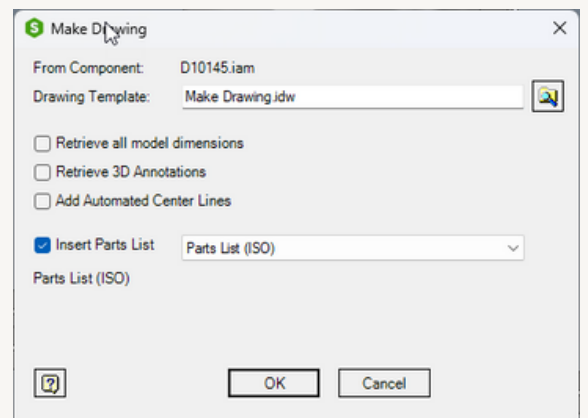 S Make Drawing
From Component: D10145.iam
Drawing Template: Make Drawing.idw
Retrieve all model dimensions
Retrieve 3D Annotations
Add Automated Center Lines
Insert Parts List Parts List (ISO)
Parts List (ISO)
? OK Cancel